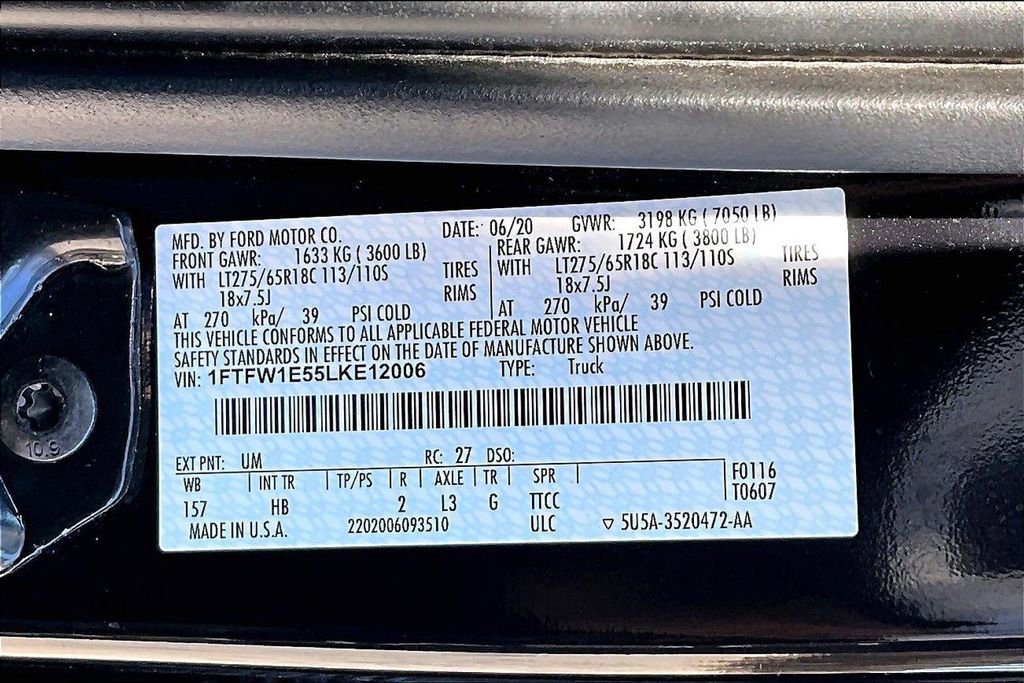 MFD. BY FORD MOTOR CO. DATE: 06/20 GVWR: 3198 KG ( 7050 LB)
FRONT GAWR: 1633 KG ( 3600 LB) REAR GAWR: 1724 KG ( 3800 LB)
WITH LT275/65R18C 113/110S TIRES WITH LT275/65R18C 113/110S TIRES
18x7.5J RIMS 18x7.5J RIMS
AT 270 kPa/ 39 PSI COLD AT 270 kPa/ 39 PSI COLD
THIS VEHICLE CONFORMS TO ALL APPLICABLE FEDERAL MOTOR VEHICLE
SAFETY STANDARDS IN EFFECT ON THE DATE OF MANUFACTURE SHOWN ABOVE.
VIN: 1FTFW1E55LKE12006 TYPE: Truck
EXT PNT: UM RC: 27 DSO:
WB INT TR TP/PS R AXLE TR SPR F0116
157 HB 2 L3 G TTCC T0607
MADE IN U.S.A. 2202006093510 ULC ▽ 5U5A-3520472-AA
10.9